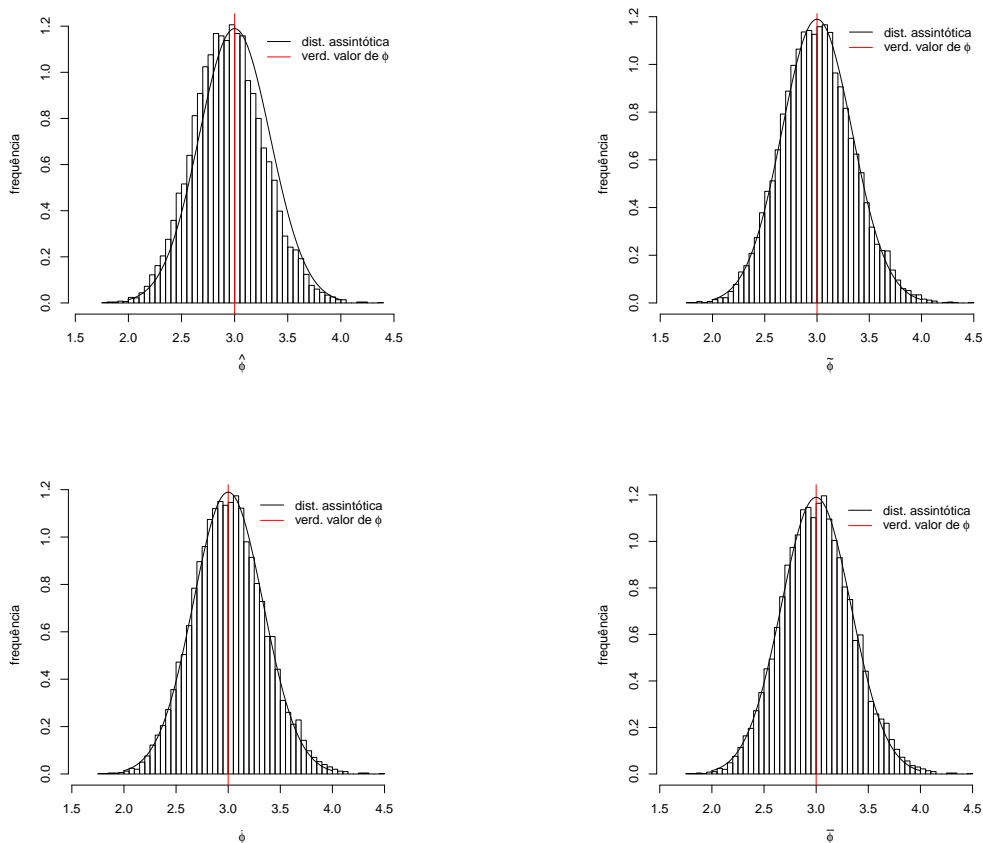 dist. assintótica
verd. valor de ϕ
frequência
0.0 0.2 0.4 0.6 0.8 1.0 1.2
1.5 2.0 2.5 3.0 3.5 4.0 4.5
ϕ̂
dist. assintótica
verd. valor de ϕ
frequência
0.0 0.2 0.4 0.6 0.8 1.0 1.2
1.5 2.0 2.5 3.0 3.5 4.0 4.5
ϕ̃
dist. assintótica
verd. valor de ϕ
frequência
0.0 0.2 0.4 0.6 0.8 1.0 1.2
1.5 2.0 2.5 3.0 3.5 4.0 4.5
ϕ̇
dist. assintótica
verd. valor de ϕ
frequência
0.0 0.2 0.4 0.6 0.8 1.0 1.2
1.5 2.0 2.5 3.0 3.5 4.0 4.5
ϕ̄